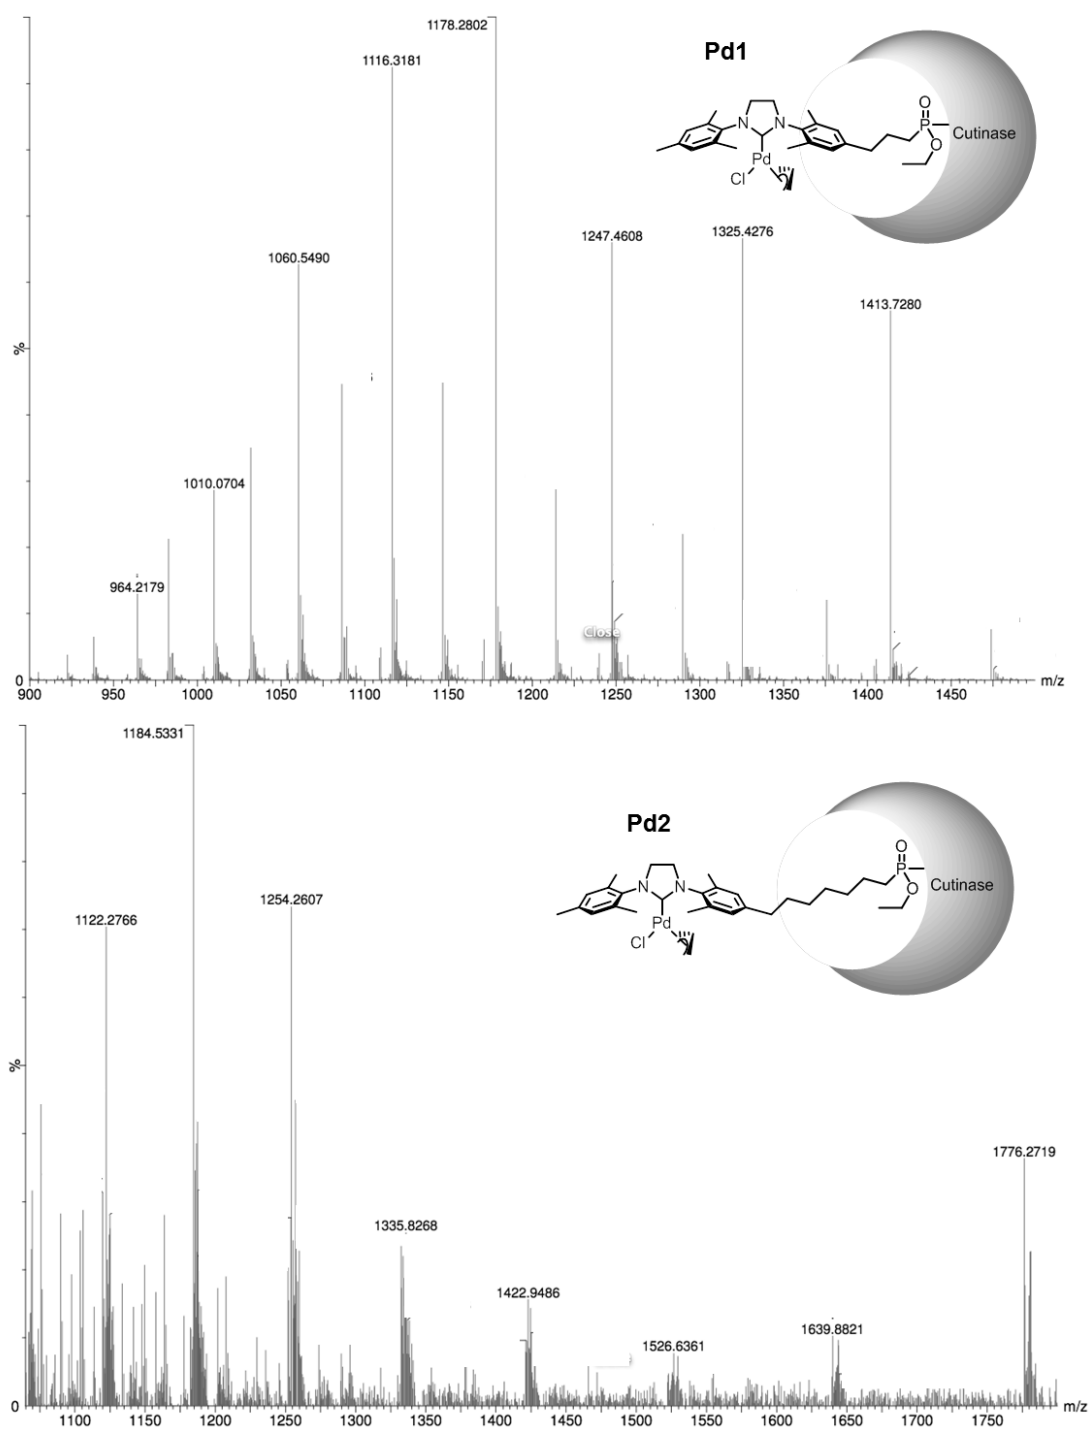 1178.2802
1116.3181
Pd1
O
P
Cutinase
O
N
N
Pd
Cl
1247.4608
1325.4276
1060.5490
1413.7280
%
1010.0704
964.2179
Close
0
900 950 1000 1050 1100 1150 1200 1250 1300 1350 1400 1450 m/z
1184.5331
Pd2
O
P
Cutinase
O
N
N
Pd
Cl
1254.2607
1122.2766
%
1776.2719
1335.8268
1422.9486
1639.8821
1526.6361
0
1100 1150 1200 1250 1300 1350 1400 1450 1500 1550 1600 1650 1700 1750 m/z